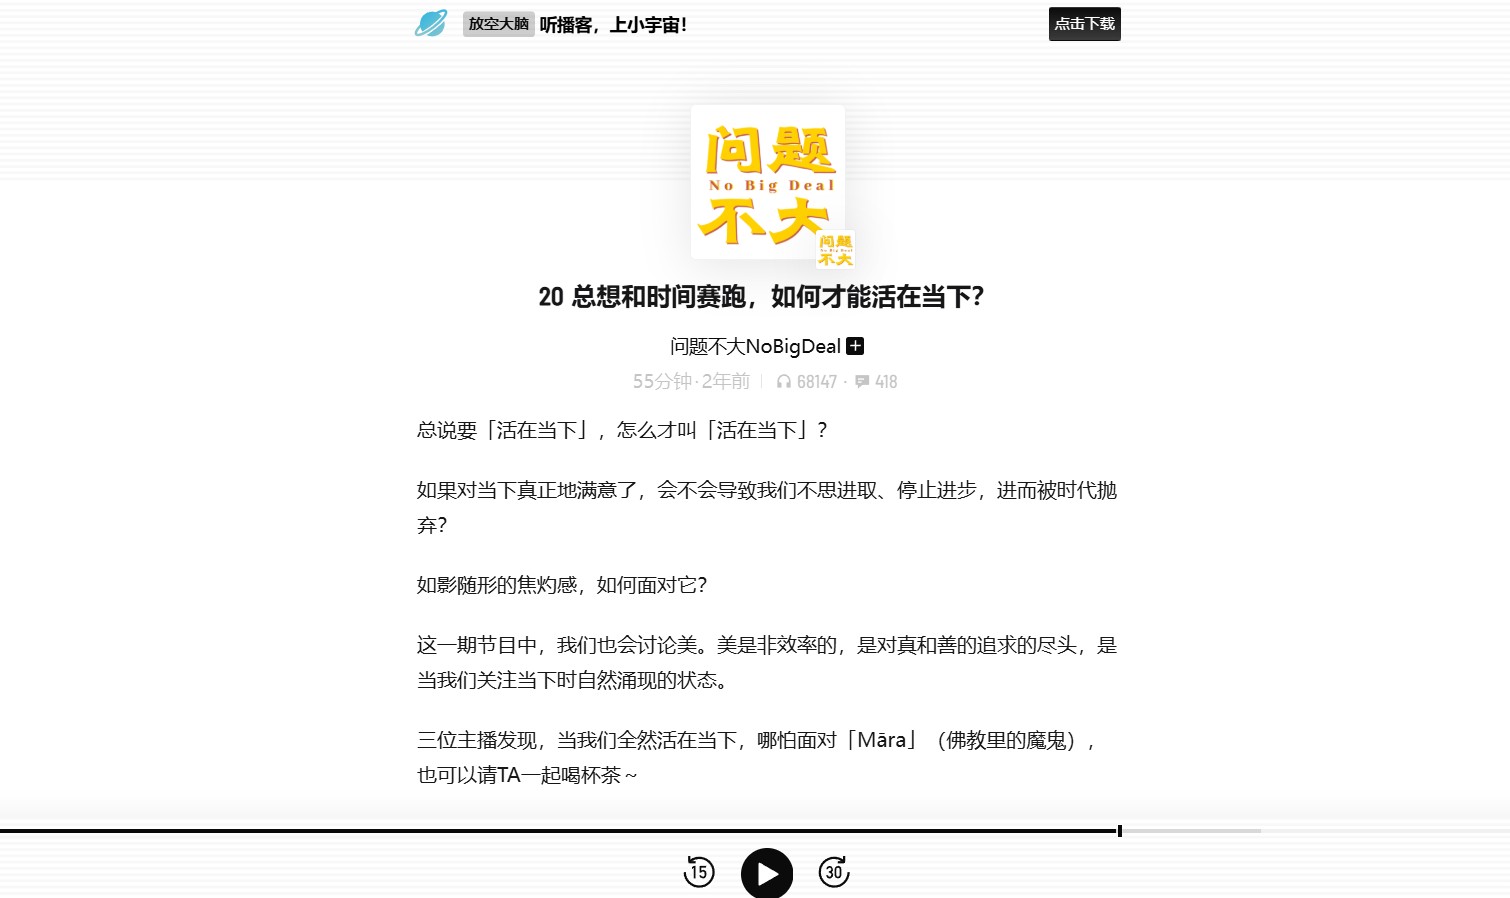 放空大脑 听播客，上小宇宙！
点击下载
问题
No Big Deal
不大
问题
No Big Deal
不大
20 总想和时间赛跑，如何才能活在当下？
问题不大NoBigDeal
55分钟·2年前 68147 · 418
总说要「活在当下」，怎么才叫「活在当下」？
如果对当下真正地满意了，会不会导致我们不思进取、停止进步，进而被时代抛
弃？
如影随形的焦灼感，如何面对它？
这一期节目中，我们也会讨论美。美是非效率的，是对真和善的追求的尽头，是
当我们关注当下时自然涌现的状态。
三位主播发现，当我们全然活在当下，哪怕面对「Māra」（佛教里的魔鬼），
也可以请TA一起喝杯茶～
15
30